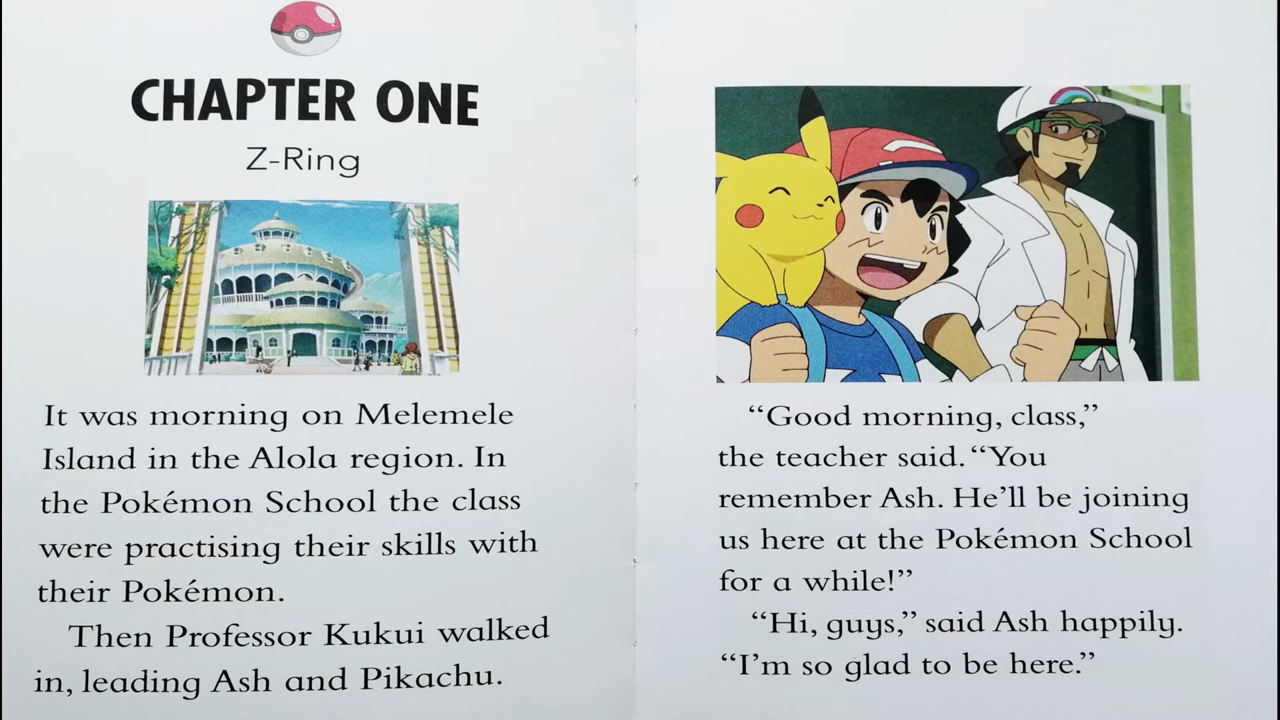 CHAPTER ONE
Z-Ring
It was morning on Melemele
Island in the Alola region. In
the Pokémon School the class
were practising their skills with
their Pokémon.
Then Professor Kukui walked
in, leading Ash and Pikachu.
“Good morning, class,”
the teacher said. “You
remember Ash. He’ll be joining
us here at the Pokémon School
for a while!”
“Hi, guys,” said Ash happily.
“I’m so glad to be here.”